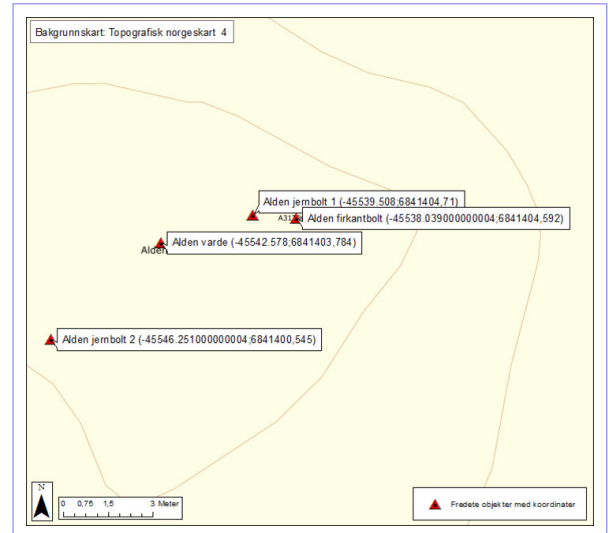 Bakgrunnskart: Topografisk norgeskart 4
Alden jernbolt 1 (-45539.508;6841404,71)
Alden firkantbolt (-45538.039000000004;6841404,592)
Alden varde (-45542.578;6841403,784)
Alden
Alden jernbolt 2 (-45546.251000000004;6841400,545)
N
0 0,75 1,5 3 Meter
Fredete objekter med koordinater